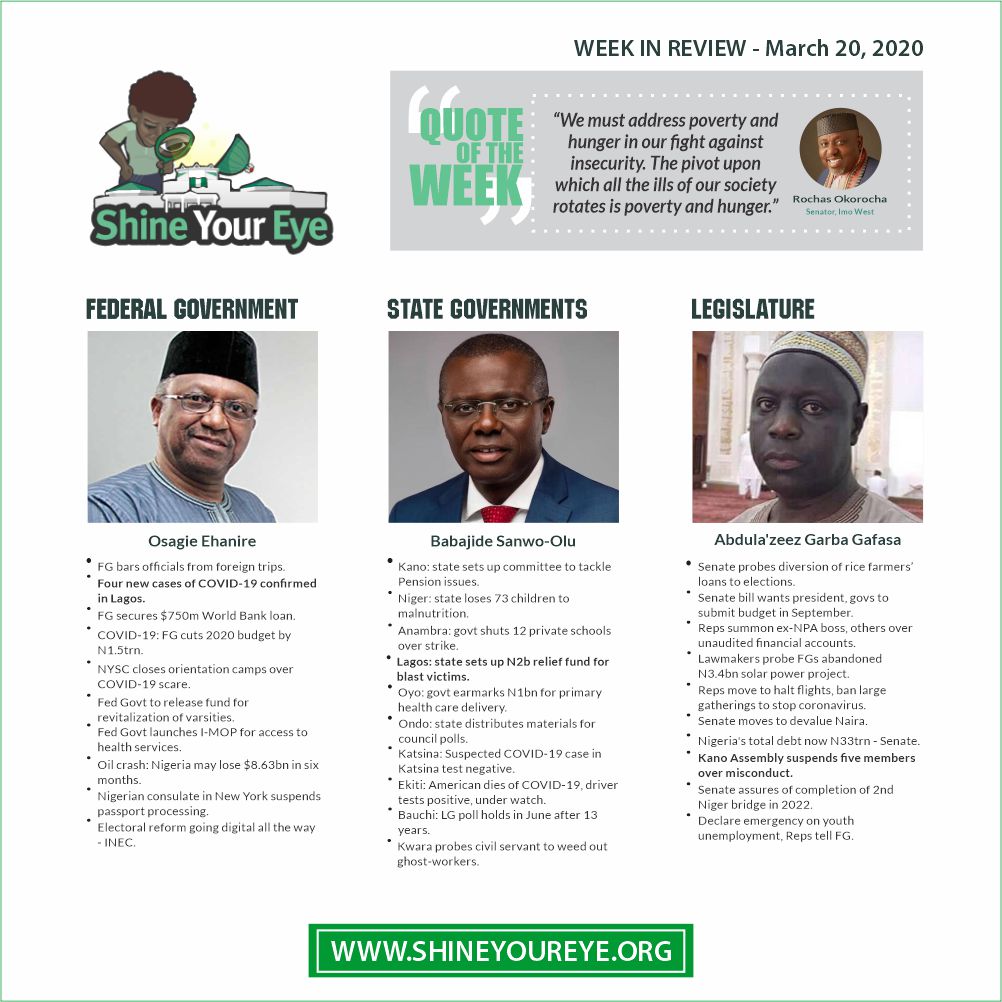 WEEK IN REVIEW - March 20, 2020
Shine Your Eye
QUOTE
OF THE
WEEK
“We must address poverty and
hunger in our fight against
insecurity. The pivot upon
which all the ills of our society
rotates is poverty and hunger.”
Rochas Okorocha
Senator, Imo West
FEDERAL GOVERNMENT
Osagie Ehanire
• FG bars officials from foreign trips.
• Four new cases of COVID-19 confirmed
in Lagos.
• FG secures $750m World Bank loan.
• COVID-19: FG cuts 2020 budget by
N1.5trn.
• NYSC closes orientation camps over
COVID-19 scare.
• Fed Govt to release fund for
revitalization of varsities.
• Fed Govt launches I-MOP for access to
health services.
• Oil crash: Nigeria may lose $8.63bn in six
months.
• Nigerian consulate in New York suspends
passport processing.
• Electoral reform going digital all the way
- INEC.
STATE GOVERNMENTS
Babajide Sanwo-Olu
• Kano: state sets up committee to tackle
Pension issues.
• Niger: state loses 73 children to
malnutrition.
• Anambra: govt shuts 12 private schools
over strike.
• Lagos: state sets up N2b relief fund for
blast victims.
• Oyo: govt earmarks N1bn for primary
health care delivery.
• Ondo: state distributes materials for
council polls.
• Katsina: Suspected COVID-19 case in
Katsina test negative.
• Ekiti: American dies of COVID-19, driver
tests positive, under watch.
• Bauchi: LG poll holds in June after 13
years.
• Kwara probes civil servant to weed out
ghost-workers.
LEGISLATURE
Abdula'zeez Garba Gafasa
• Senate probes diversion of rice farmers’
loans to elections.
• Senate bill wants president, govs to
submit budget in September.
• Reps summon ex-NPA boss, others over
unaudited financial accounts.
• Lawmakers probe FGs abandoned
N3.4bn solar power project.
• Reps move to halt flights, ban large
gatherings to stop coronavirus.
• Senate moves to devalue Naira.
• Nigeria's total debt now N33trn - Senate.
• Kano Assembly suspends five members
over misconduct.
• Senate assures of completion of 2nd
Niger bridge in 2022.
• Declare emergency on youth
unemployment, Reps tell FG.
WWW.SHINEYOUREYE.ORG